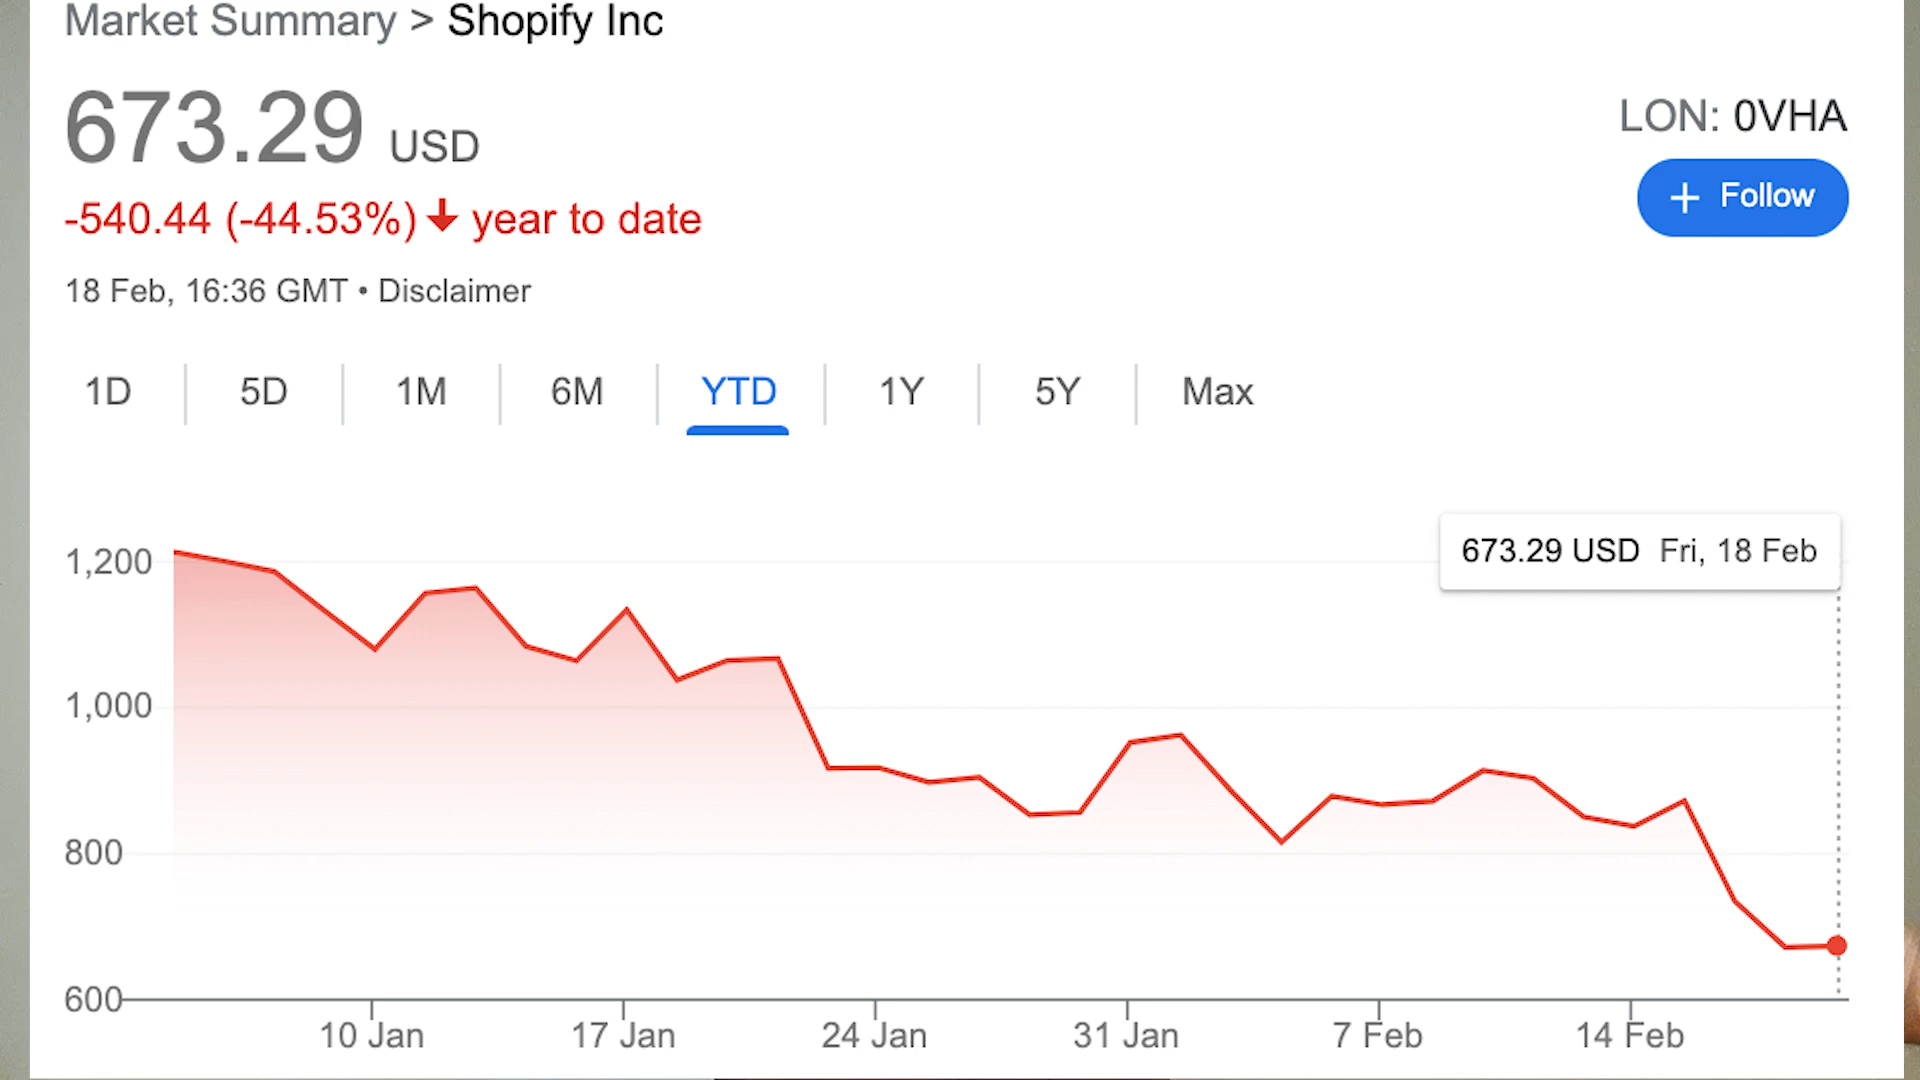 Market Summary > Shopify Inc
673.29 USD
LON: 0VHA
-540.44 (-44.53%) year to date
+ Follow
18 Feb, 16:36 GMT • Disclaimer
1D 5D 1M 6M YTD 1Y 5Y Max
673.29 USD Fri, 18 Feb
1,200
1,000
800
600
10 Jan 17 Jan 24 Jan 31 Jan 7 Feb 14 Feb